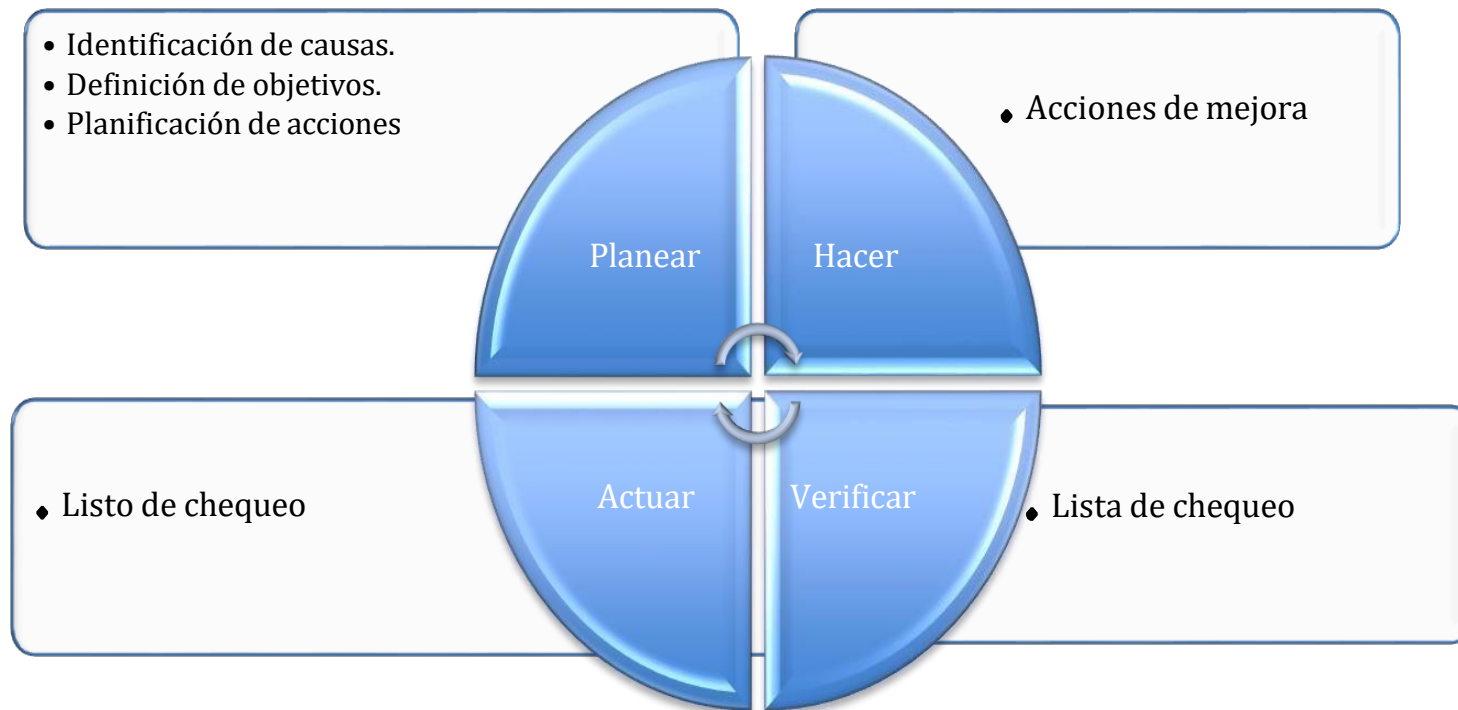 • Identificación de causas.
• Definición de objetivos.
• Planificación de acciones
• Acciones de mejora
Planear
Hacer
• Listo de chequeo
Actuar
Verificar
• Lista de chequeo